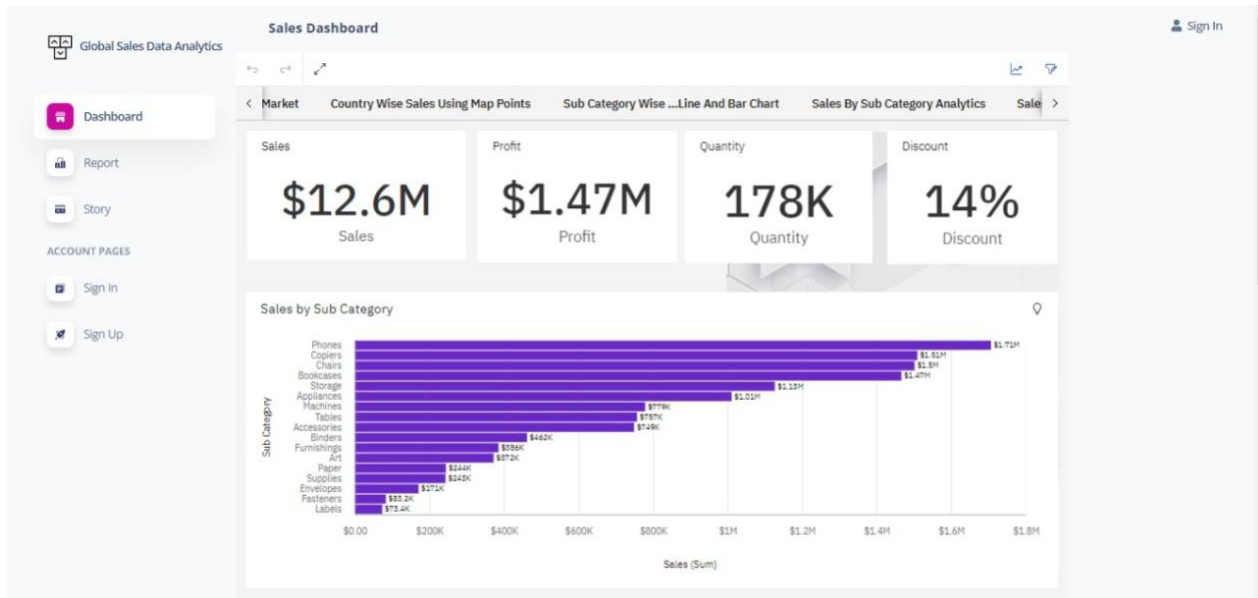 Global Sales Data Analytics
Sales Dashboard
Sign In
Dashboard
Report
Story
ACCOUNT PAGES
Sign In
Sign Up
Market
Country Wise Sales Using Map Points
Sub Category Wise ...Line And Bar Chart
Sales By Sub Category Analytics
Sale
Sales
$12.6M
Sales
Profit
$1.47M
Profit
Quantity
178K
Quantity
Discount
14%
Discount
Sales by Sub Category
Sub Category
Phones $1.71M
Copiers $1.51M
Chairs $1.5M
Bookcases $1.47M
Storage $1.13M
Appliances $1.01M
Machines $779K
Tables $757K
Accessories $749K
Binders $462K
Furnishings
Art $372K
Paper $244K
Supplies $243K
Envelopes $171K
Fasteners $83.2K
Labels $73.4K
$0.00 $200K $400K $600K $800K $1M $1.2M $1.4M $1.6M $1.8M
Sales (Sum)